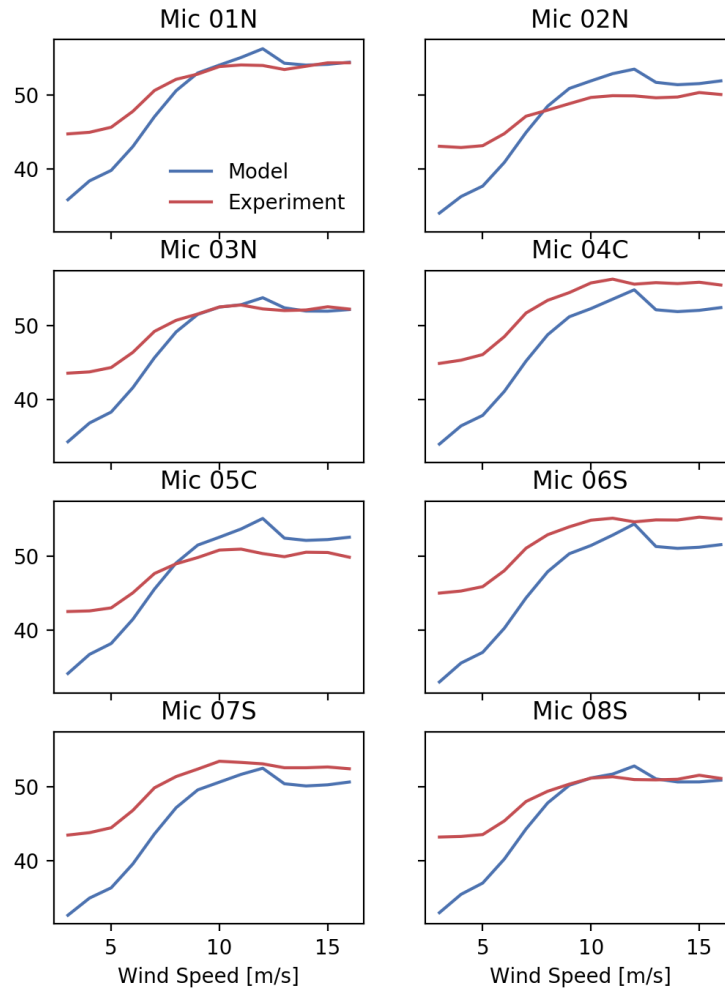 Mic 01N
Mic 02N
50
40
Model
Experiment
Mic 03N
Mic 04C
50
40
Mic 05C
Mic 06S
50
40
Mic 07S
Mic 08S
50
40
5 10 15
5 10 15
Wind Speed [m/s]
Wind Speed [m/s]